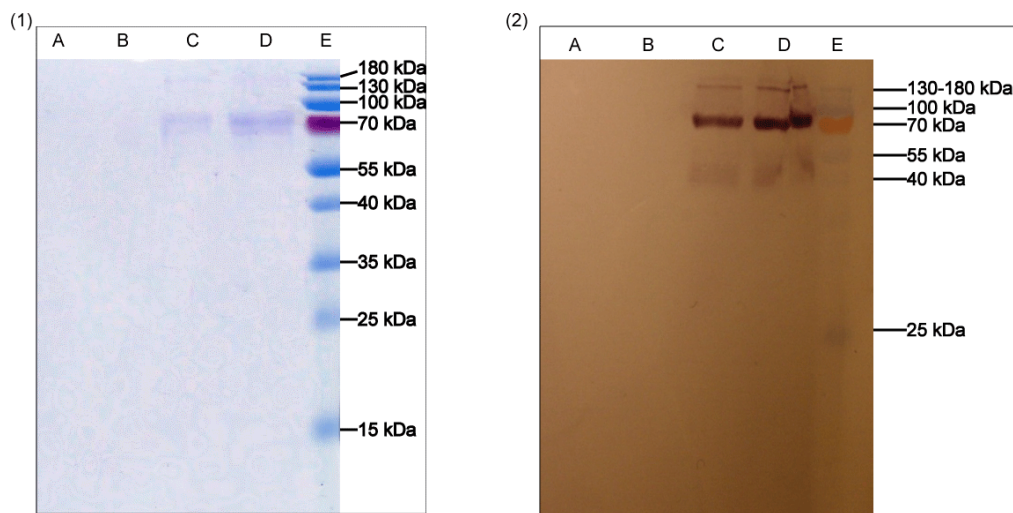 (1)
A B C D E
180 kDa
130 kDa
100 kDa
70 kDa
55 kDa
40 kDa
35 kDa
25 kDa
15 kDa
(2)
A B C D E
130-180 kDa
100 kDa
70 kDa
55 kDa
40 kDa
25 kDa